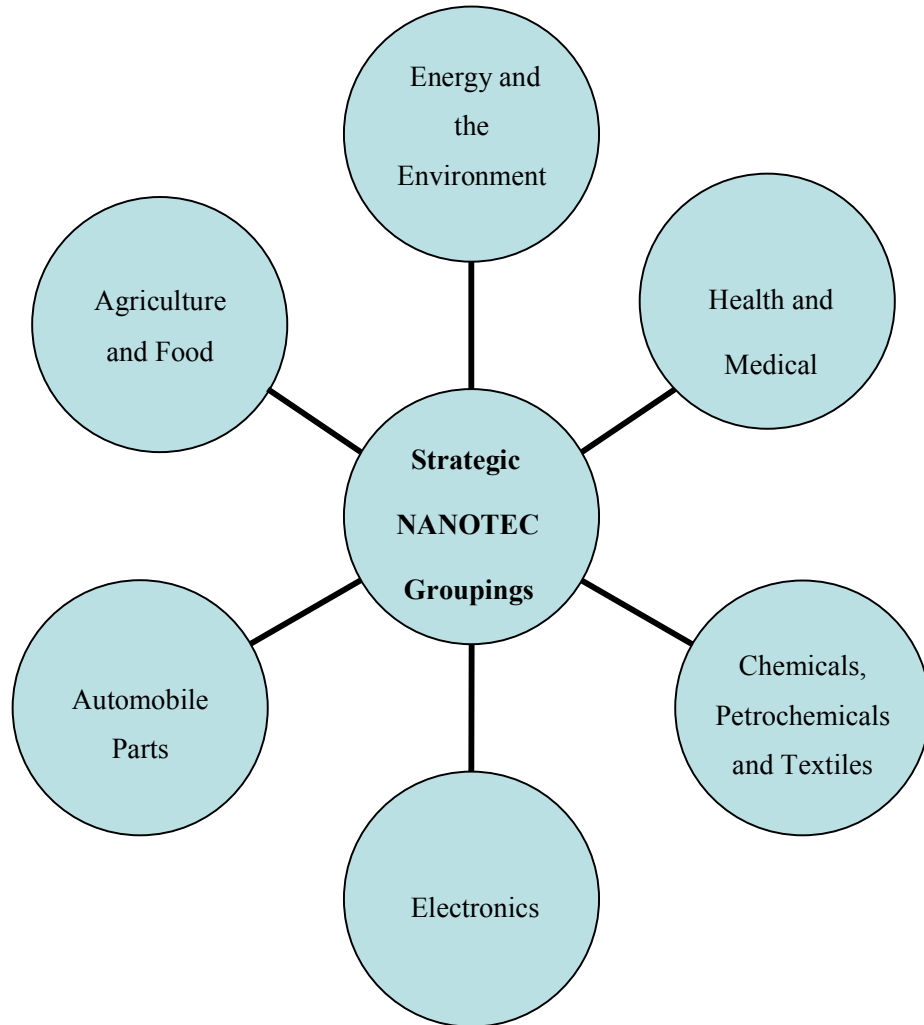 Energy and
the
Environment
Health and
Medical
Agriculture
and Food
Strategic
NANOTEC
Groupings
Chemicals,
Petrochemicals
and Textiles
Automobile
Parts
Electronics